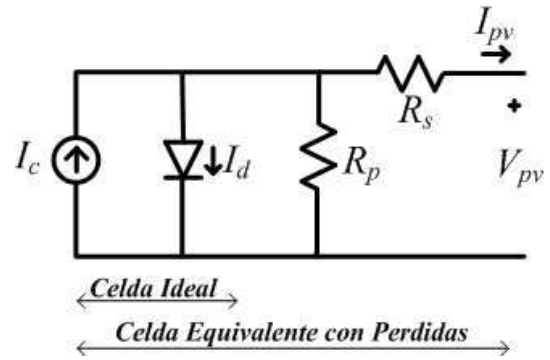 I_pv
R_s
+
I_c
I_d
R_p
V_pv
Celda Ideal
Celda Equivalente con Perdidas